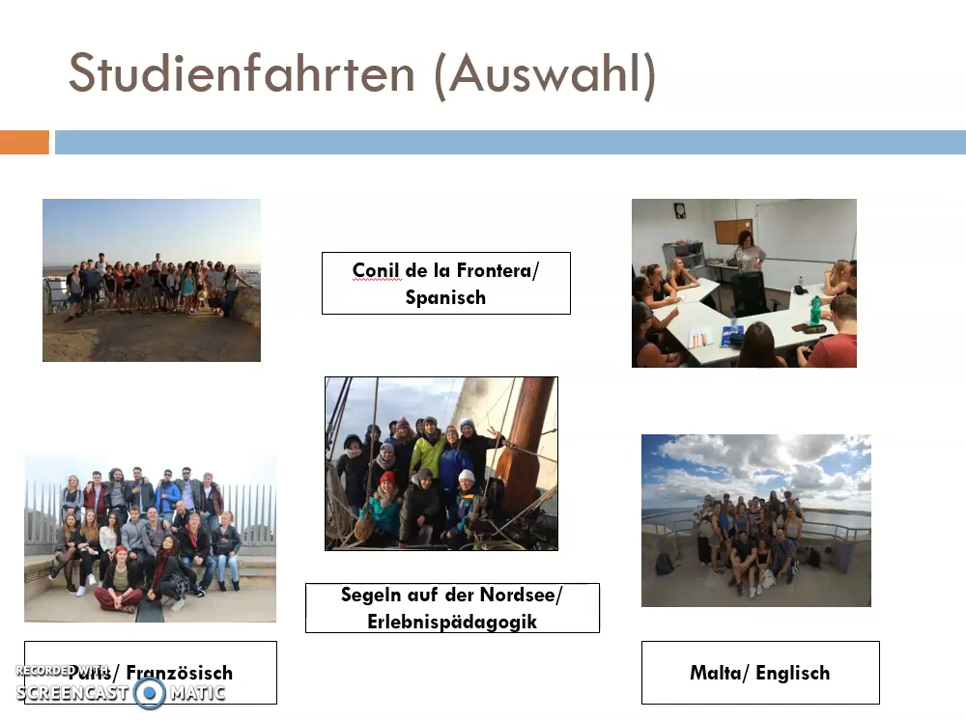 Studienfahrten (Auswahl)
Conil de la Frontera/
Spanisch
Segeln auf der Nordsee/
Erlebnispädagogik
Paris/ Französisch
Malta/ Englisch
RECORDED WITH
SCREENCAST MATIC